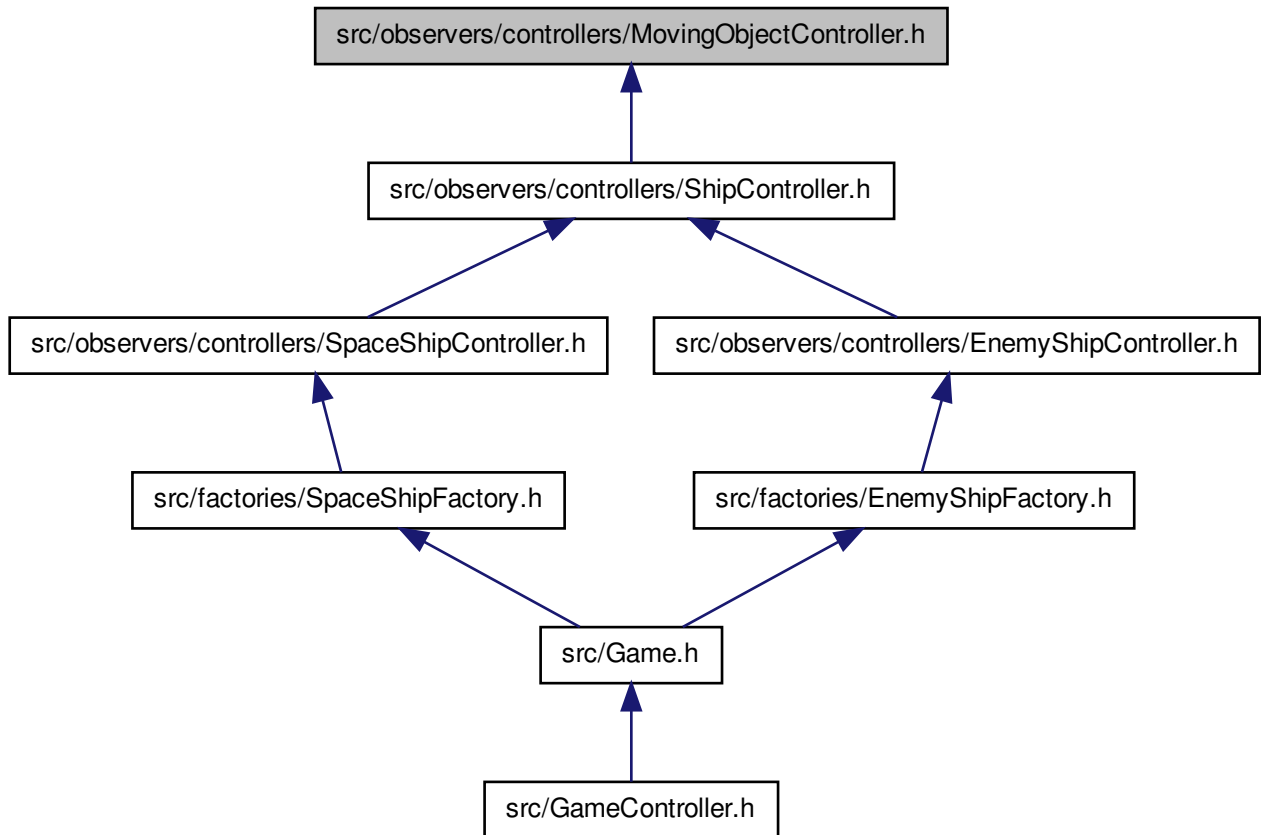 src/observers/controllers/MovingObjectController.h
src/observers/controllers/ShipController.h
src/observers/controllers/SpaceShipController.h
src/observers/controllers/EnemyShipController.h
src/factories/SpaceShipFactory.h
src/factories/EnemyShipFactory.h
src/Game.h
src/GameController.h